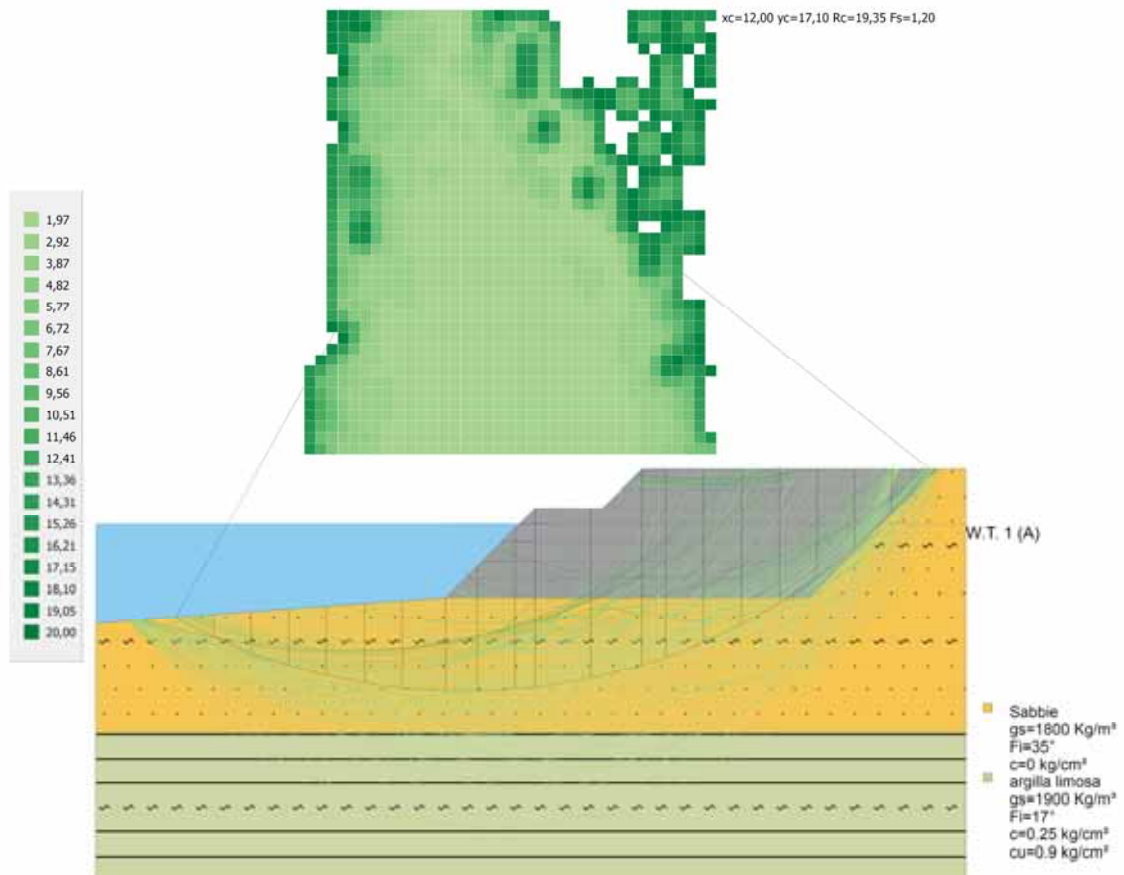 xc=12,00 yc=17,10 Rc=19,35 Fs=1,20
1,97
2,92
3,87
4,82
5,77
6,72
7,67
8,61
9,56
10,51
11,46
12,41
13,36
14,31
15,26
16,21
17,15
18,10
19,05
20,00
W.T. 1 (A)
Sabbie
gs=1800 Kg/m³
Fi=35°
c=0 kg/cm²
argilla limosa
gs=1900 Kg/m³
Fi=17°
c=0.25 kg/cm²
cu=0.9 kg/cm²